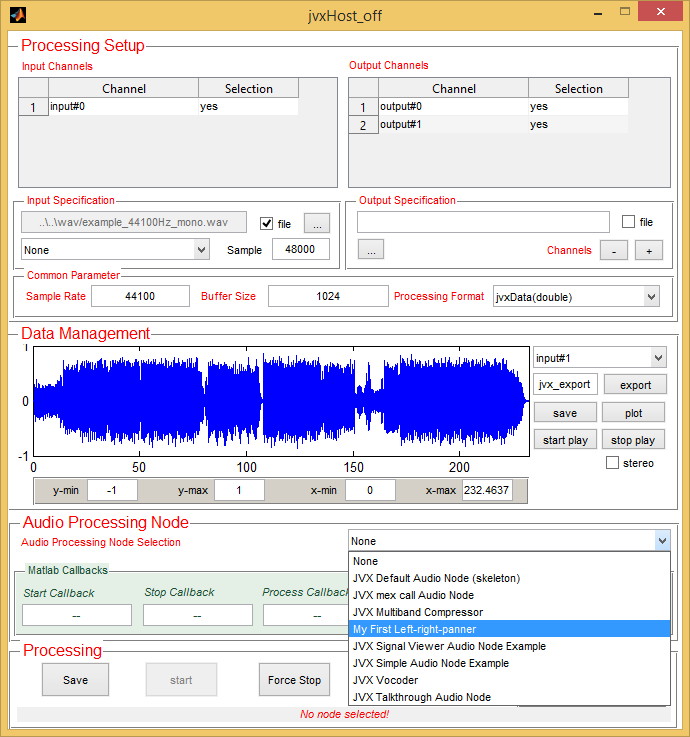 jvxHost_off
Processing Setup
Input Channels
Output Channels
Channel Selection
1 input#0 yes
Channel Selection
1 output#0 yes
2 output#1 yes
Input Specification
..\..\wav/example_44100Hz_mono.wav file ...
None Sample 48000
Output Specification
file
... Channels - +
Common Parameter
Sample Rate 44100 Buffer Size 1024 Processing Format jvxData(double)
Data Management
1
0
-1
0 50 100 150 200
input#1
jvx_export export
save plot
start play stop play
stereo
y-min -1 y-max 1 x-min 0 x-max 232.4637
Audio Processing Node
Audio Processing Node Selection
None
Matlab Callbacks
Start Callback Stop Callback Process Callback
-- -- --
None
JVX Default Audio Node (skeleton)
JVX mex call Audio Node
JVX Multiband Compressor
My First Left-right-panner
JVX Signal Viewer Audio Node Example
JVX Simple Audio Node Example
JVX Vocoder
JVX Talkthrough Audio Node
Processing
Save start Force Stop
No node selected!